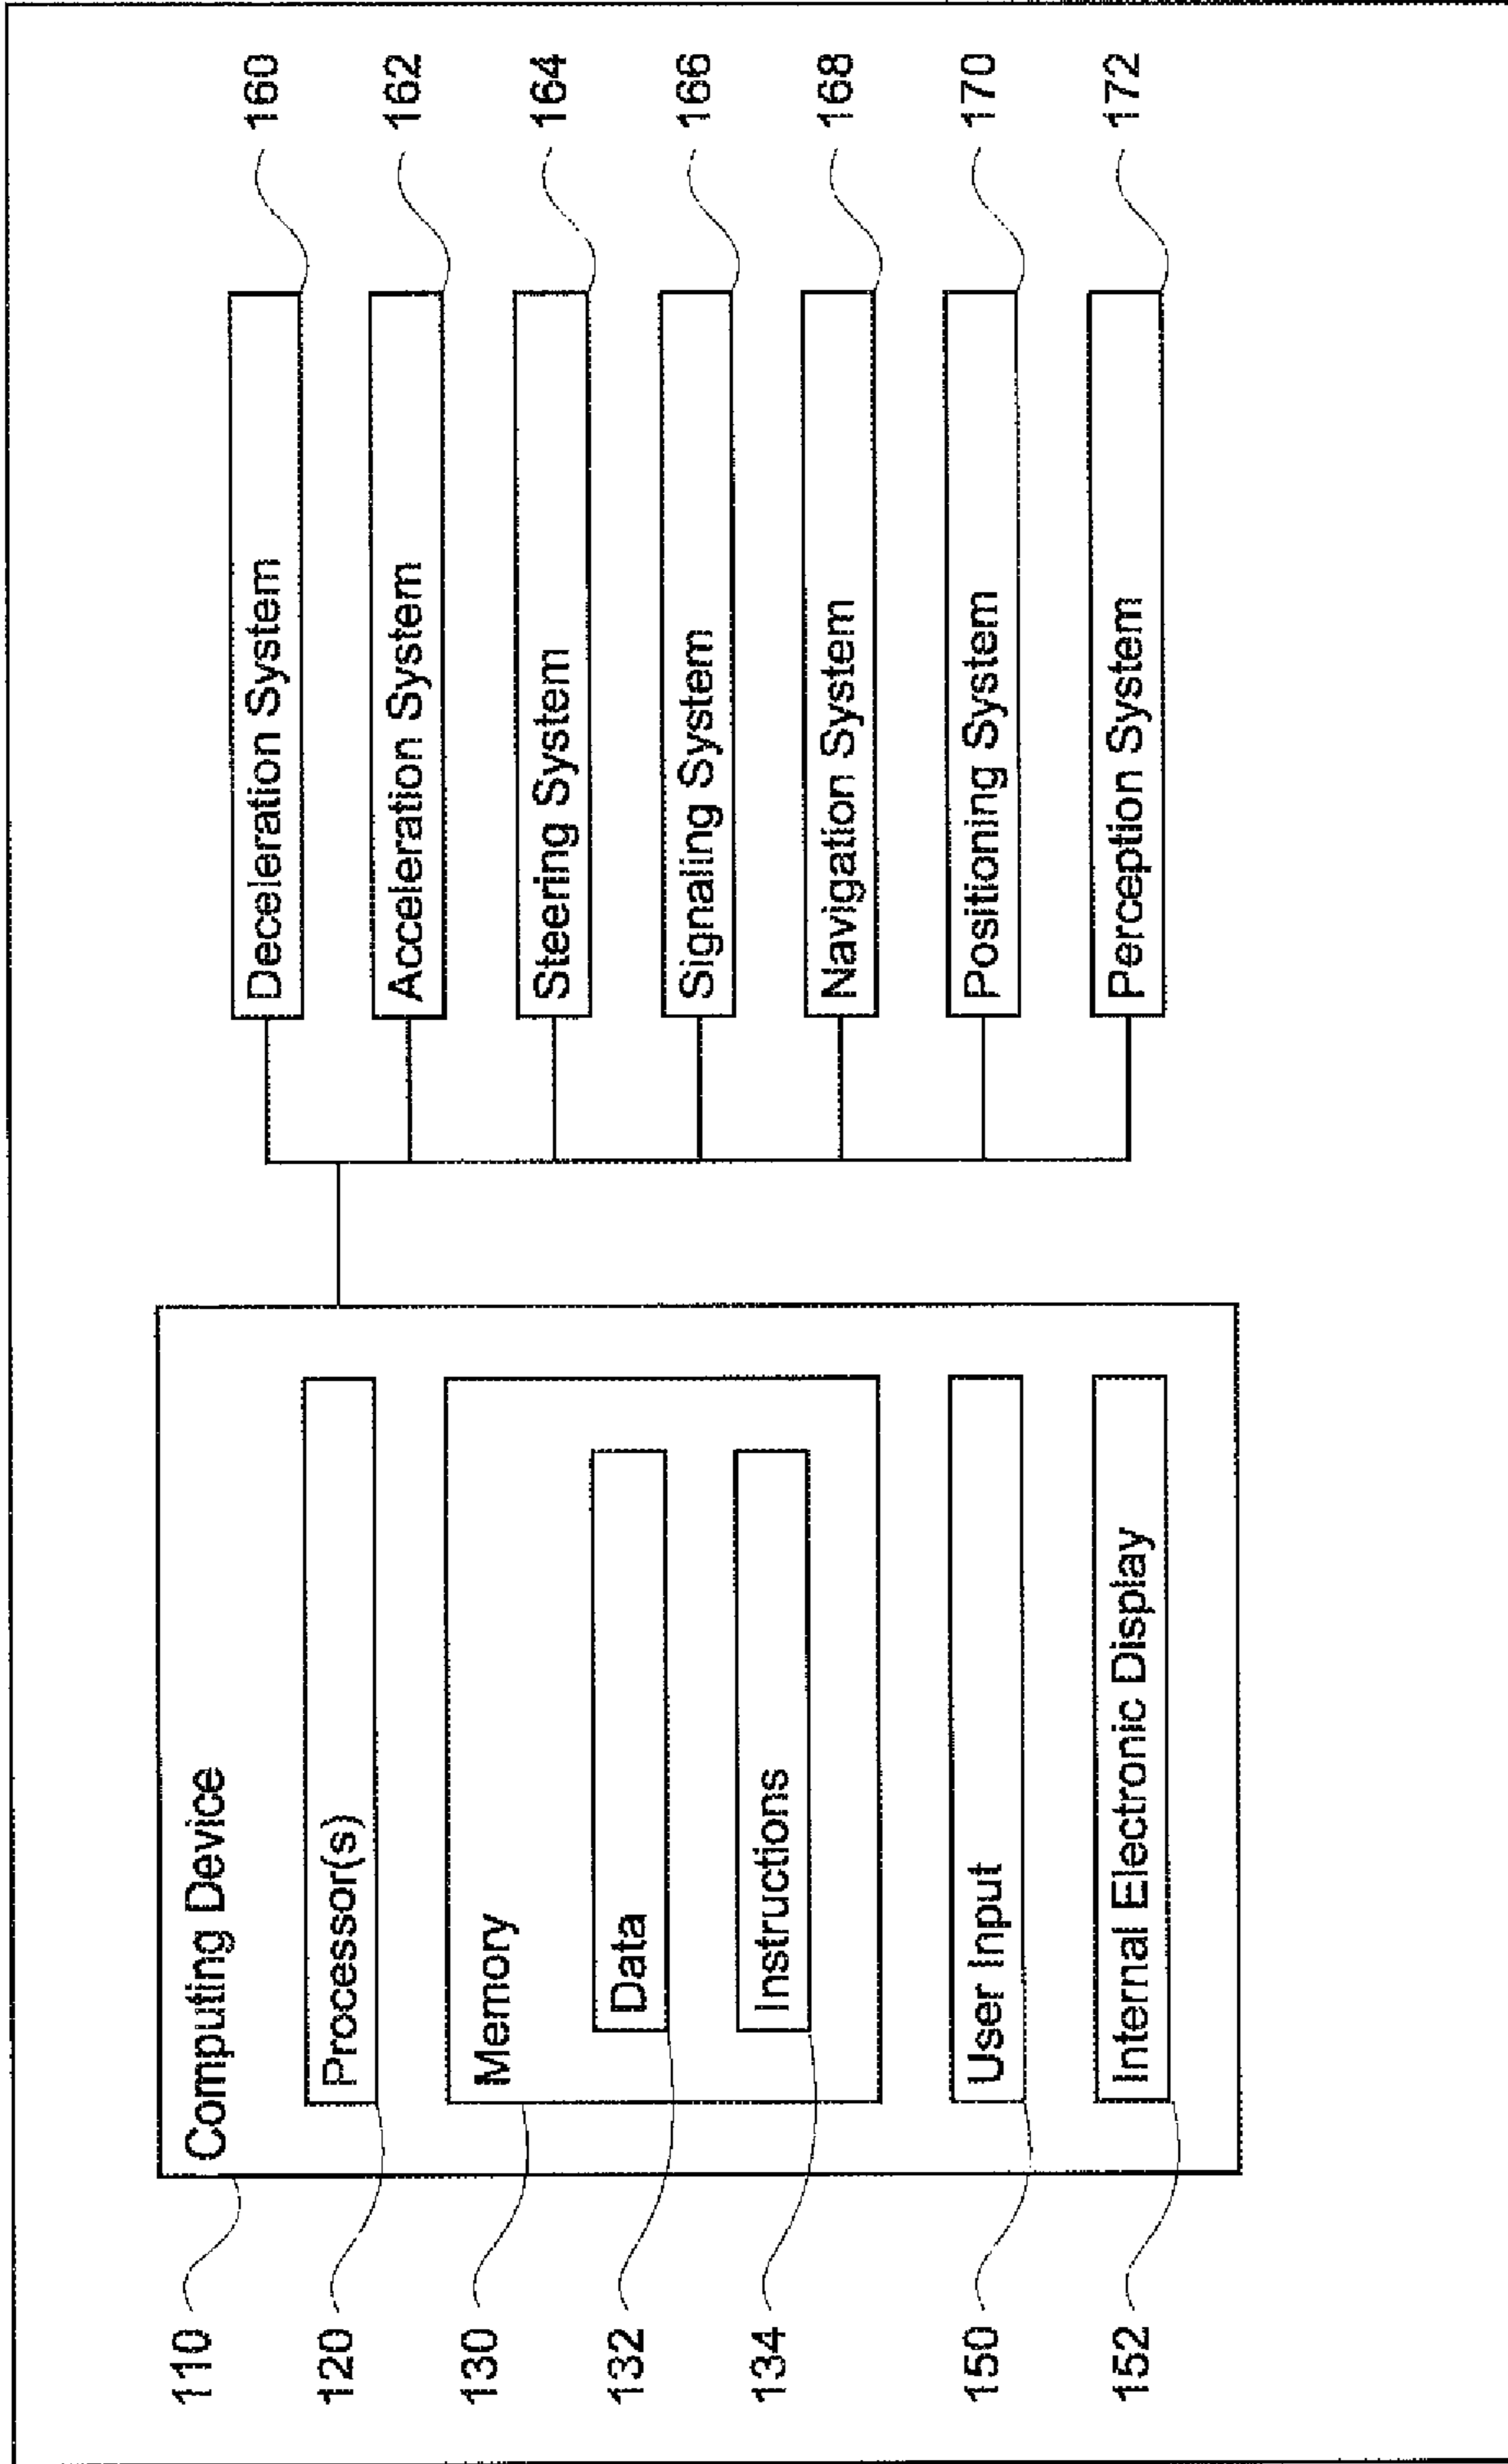 110
Computing Device
120
Processor(s)
130
Memory
132
Data
134
Instructions
150
User Input
152
Internal Electronic Display
Deceleration System
160
Acceleration System
162
Steering System
164
Signaling System
166
Navigation System
168
Positioning System
170
Perception System
172